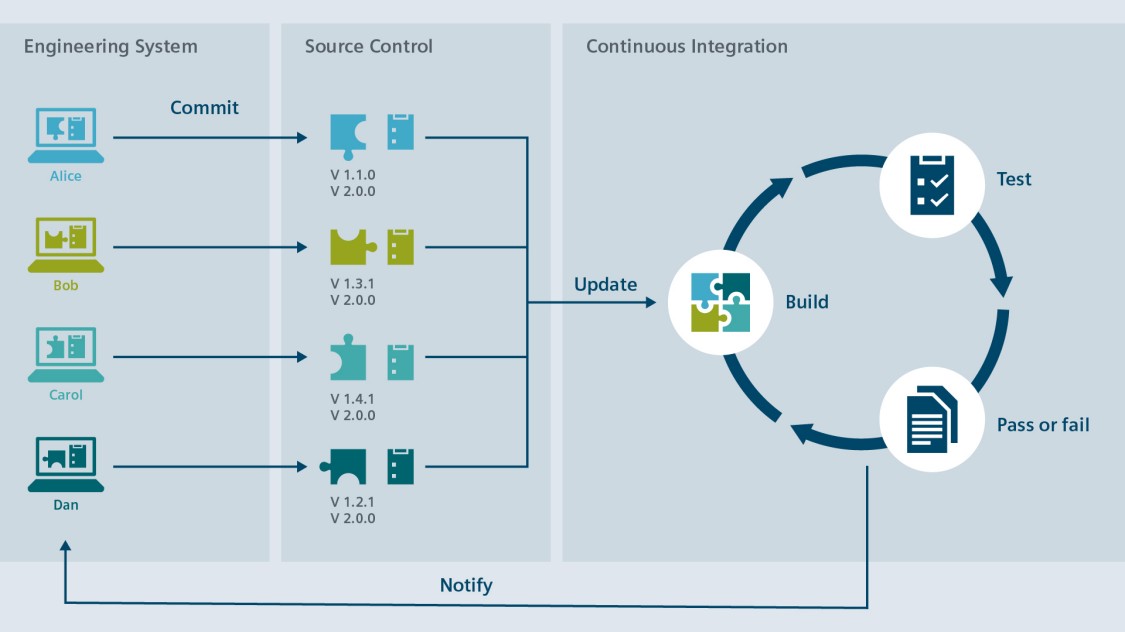 Engineering System
Source Control
Continuous Integration
Commit
Alice
V 1.1.0
V 2.0.0
Bob
V 1.3.1
V 2.0.0
Carol
V 1.4.1
V 2.0.0
Dan
V 1.2.1
V 2.0.0
Update
Build
Test
Pass or fail
Notify